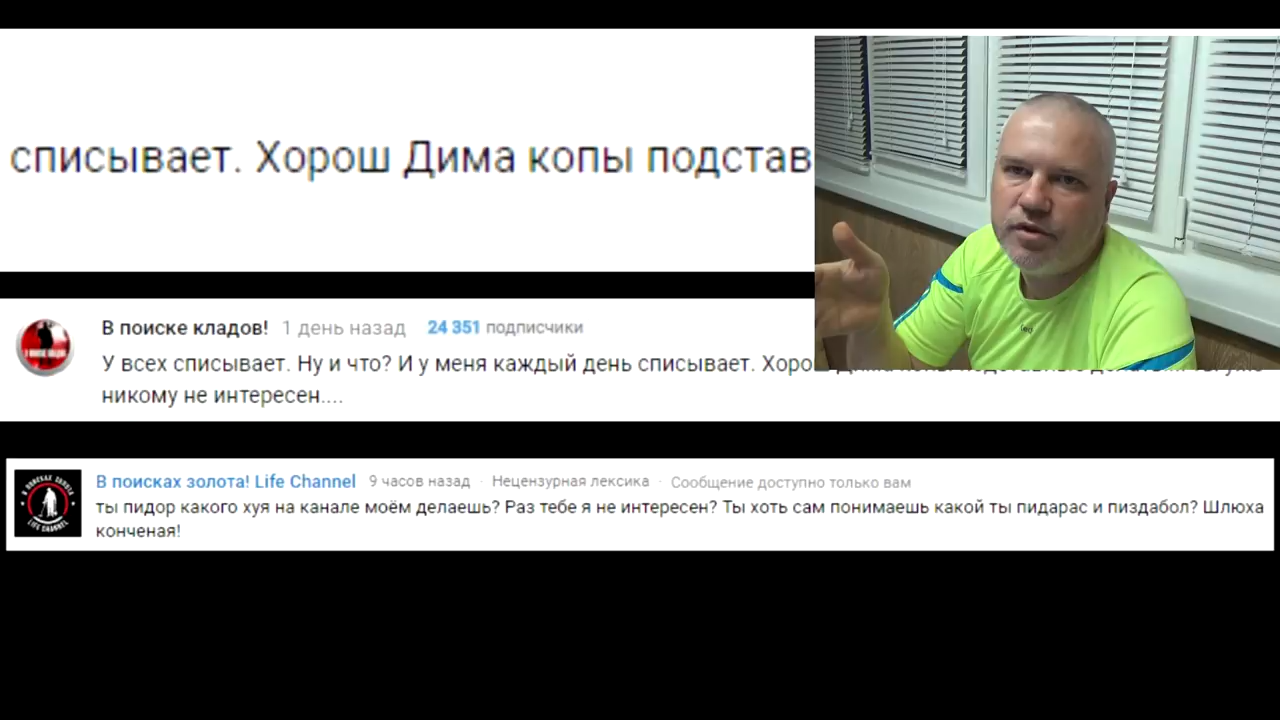 списывает. Хорош Дима копы подстав
В поиске кладов! 1 день назад 24 351 подписчики
У всех списывает. Ну и что? И у меня каждый день списывает. Хорош
никому не интересен....
В поисках золота! Life Channel 9 часов назад · Нецензурная лексика · Сообщение доступно только вам
ты пидор какого хуя на канале моём делаешь? Раз тебе я не интересен? Ты хоть сам понимаешь какой ты пидарас и пиздабол? Шлюха
конченая!